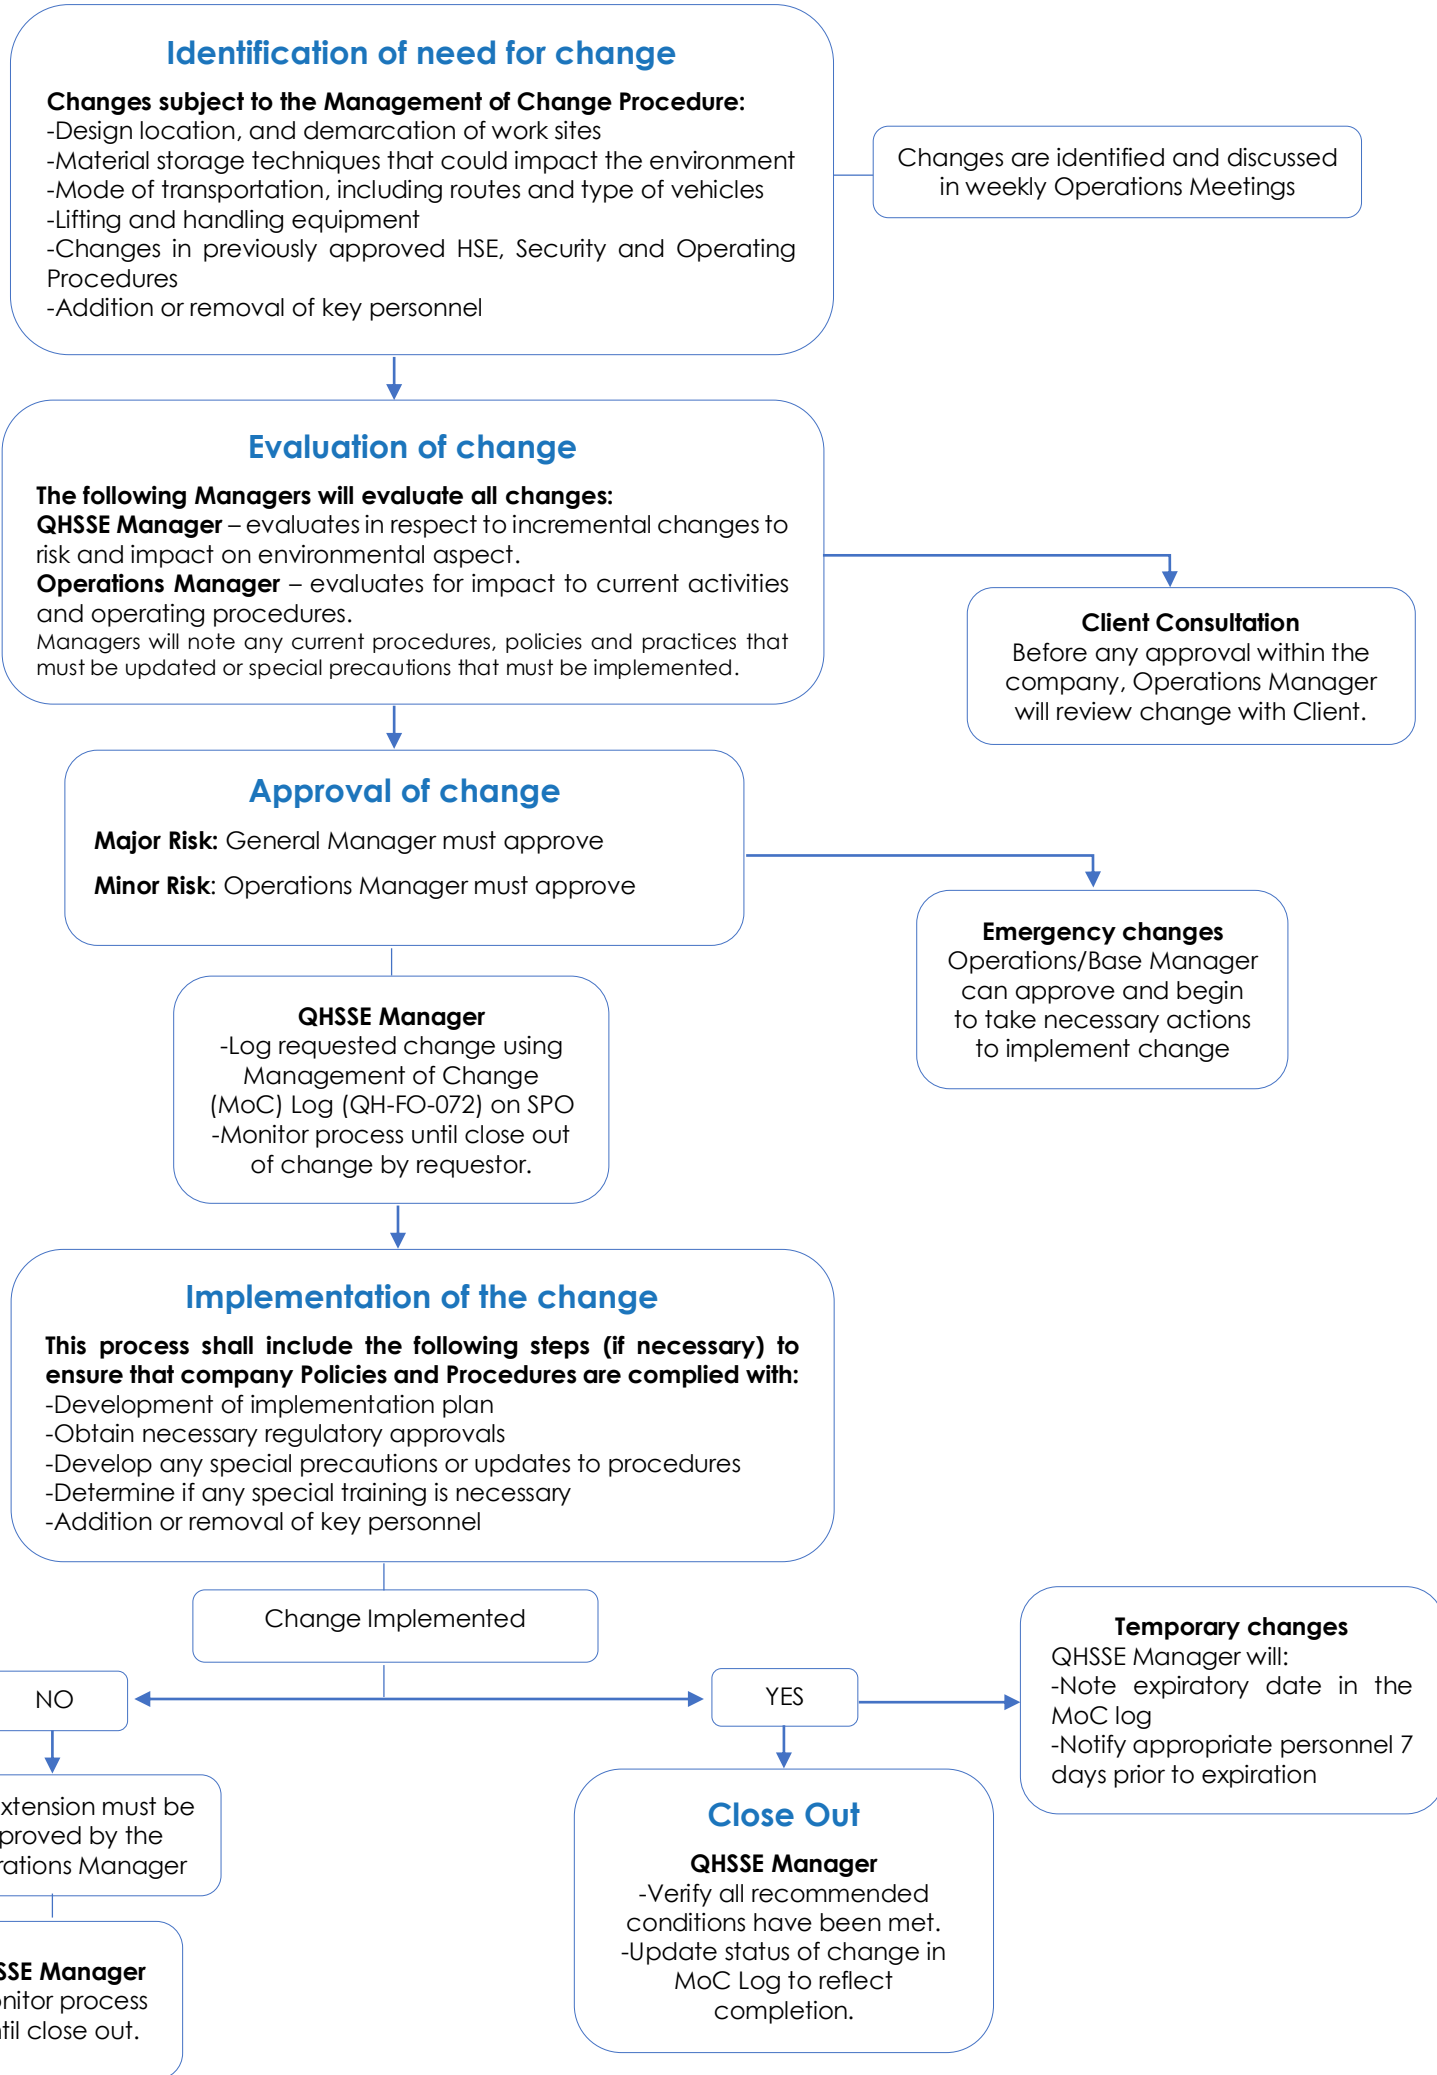 Identification of need for change
Changes subject to the Management of Change Procedure:
-Design location, and demarcation of work sites
-Material storage techniques that could impact the environment
-Mode of transportation, including routes and type of vehicles
-Lifting and handling equipment
-Changes in previously approved HSE, Security and Operating
Procedures
-Addition or removal of key personnel
Changes are identified and discussed
in weekly Operations Meetings
Evaluation of change
The following Managers will evaluate all changes:
QHSSE Manager – evaluates in respect to incremental changes to
risk and impact on environmental aspect.
Operations Manager – evaluates for impact to current activities
and operating procedures.
Managers will note any current procedures, policies and practices that
must be updated or special precautions that must be implemented.
Client Consultation
Before any approval within the
company, Operations Manager
will review change with Client.
Approval of change
Major Risk: General Manager must approve
Minor Risk: Operations Manager must approve
Emergency changes
Operations/Base Manager
can approve and begin
to take necessary actions
to implement change
QHSSE Manager
-Log requested change using
Management of Change
(MoC) Log (QH-FO-072) on SPO
-Monitor process until close out
of change by requestor.
Implementation of the change
This process shall include the following steps (if necessary) to
ensure that company Policies and Procedures are complied with:
-Development of implementation plan
-Obtain necessary regulatory approvals
-Develop any special precautions or updates to procedures
-Determine if any special training is necessary
-Addition or removal of key personnel
Change Implemented
NO
YES
Temporary changes
QHSSE Manager will:
-Note expiratory date in the
MoC log
-Notify appropriate personnel 7
days prior to expiration
xtension must be
proved by the
rations Manager
SSE Manager
nitor process
til close out.
Close Out
QHSSE Manager
-Verify all recommended
conditions have been met.
-Update status of change in
MoC Log to reflect
completion.